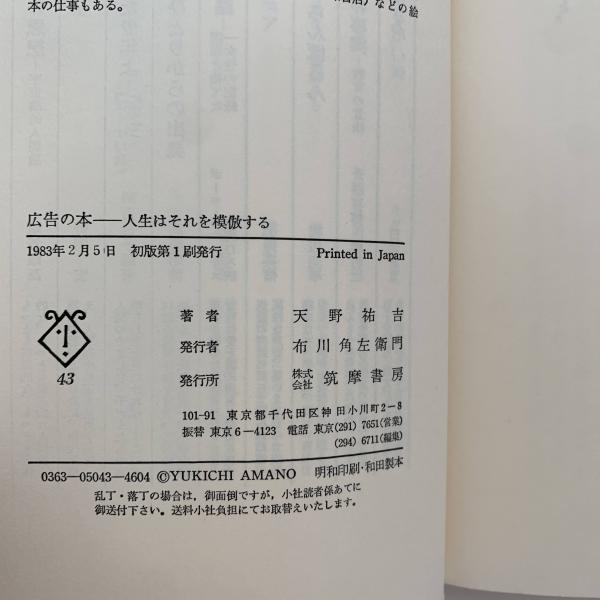 などの絵
本の仕事もある。
広告の本――人生はそれを模倣する
1983年2月5日　初版第1刷発行　Printed in Japan
著者　天野祐吉
発行者　布川角左衛門
発行所　株式会社 筑摩書房
43
101―91　東京都千代田区神田小川町2―8
振替 東京6―4123　電話 東京(291)7651(営業)
(294)6711(編集)
0363―05043―4604 ©YUKICHI AMANO　明和印刷・和田製本
乱丁・落丁の場合は，御面倒ですが，小社読者係あてに
御送付下さい。送料小社負担にてお取替えいたします。